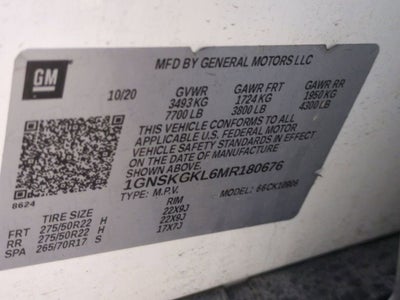 GM
MFD BY GENERAL MOTORS LLC
10/20 GVWR GAWR FRT GAWR RR
3493 KG 1724 KG 1950 KG
7700 LB 3800 LB 4300 LB
THIS VEHICLE CONFORMS TO ALL
APPLICABLE U.S. FEDERAL MOTOR
VEHICLE SAFETY STANDARDS IN EFFECT
ON THE DATE OF MANUFACTURE SHOWN ABOVE.
1GNSKGKL6MR180676
8624
TYPE: M.P.V. MODEL:
TIRE SIZE RIM
FRT 275/50R22 H 22X9J
RR 275/50R22 H 22X9J
SPA 265/70R17 S 17X7J